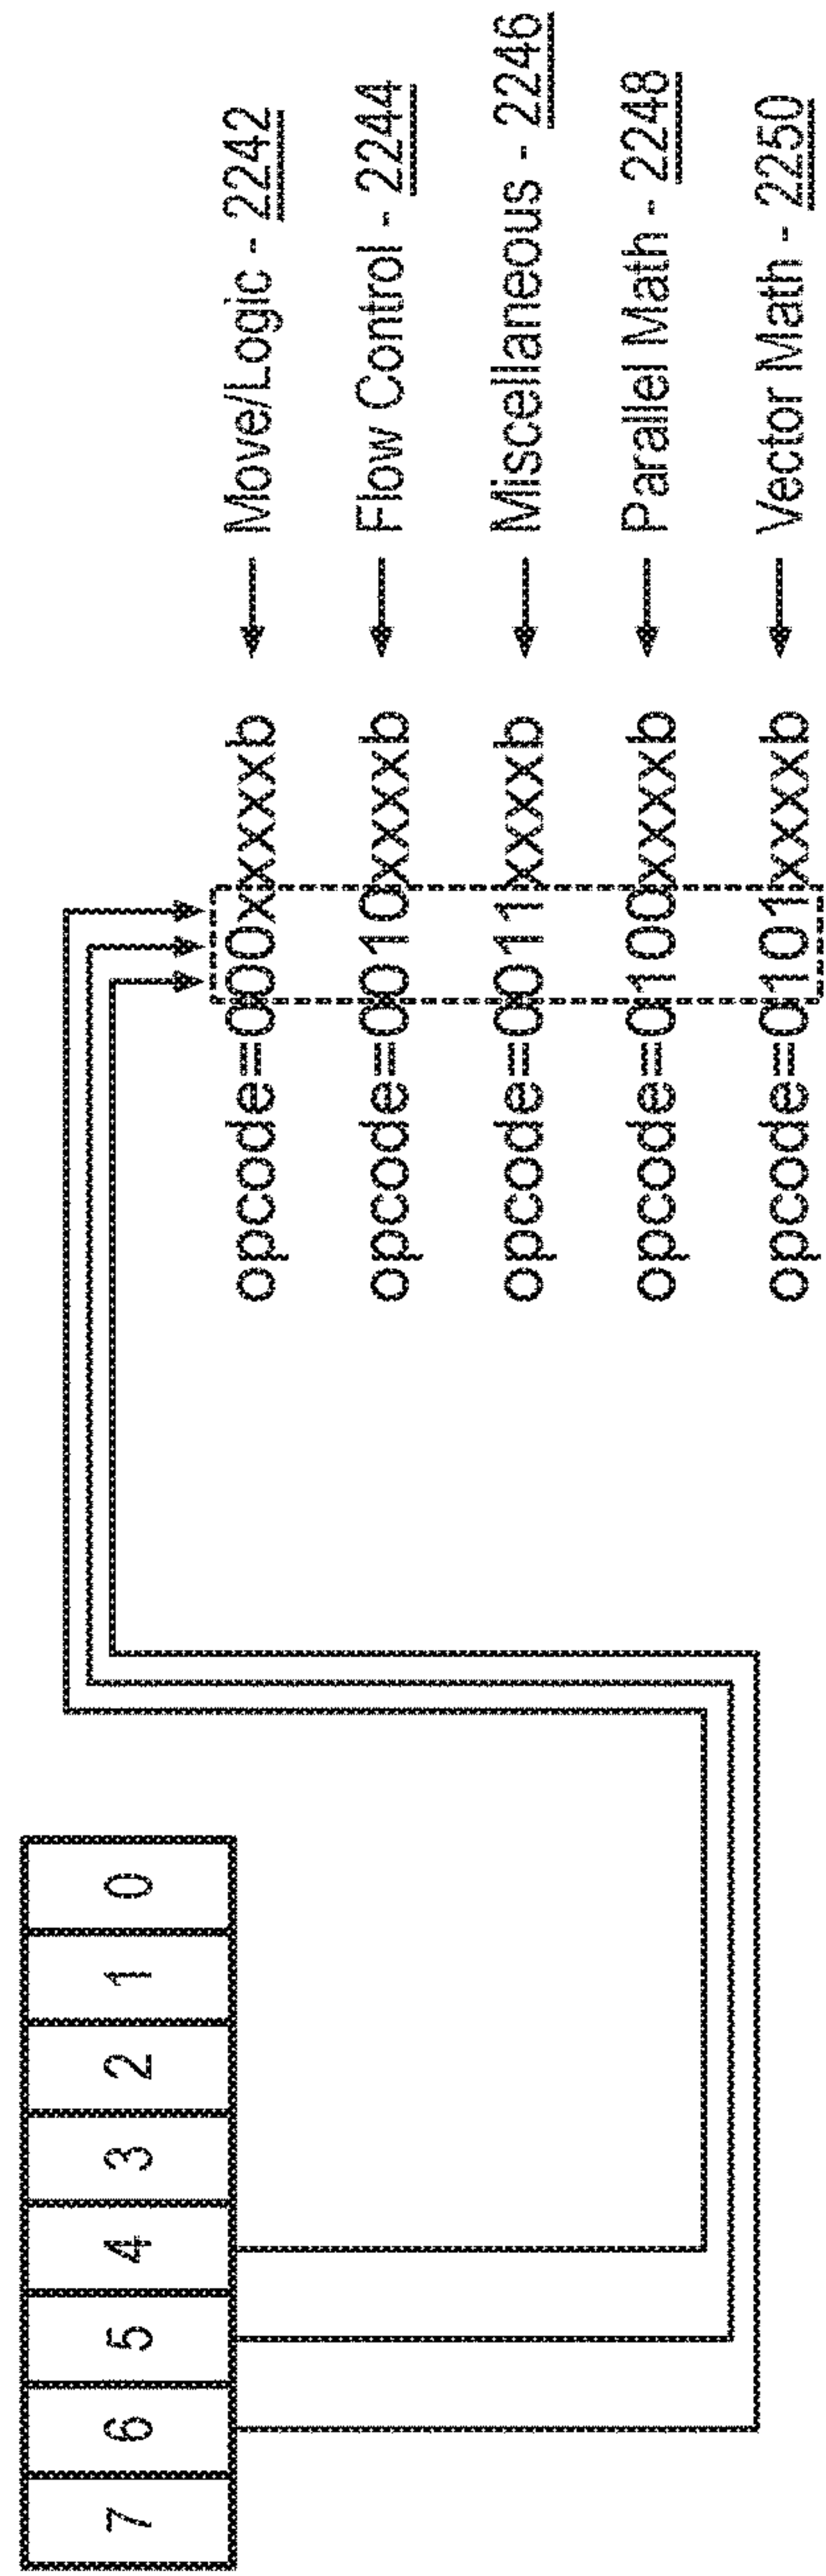 7 6 5 4 3 2 1 0
opcode=000xxxxxb ← Move/Logic - 2242
opcode=0010xxxxb ← Flow Control - 2244
opcode=0011xxxxb ← Miscellaneous - 2246
opcode=0100xxxxb ← Parallel Math - 2248
opcode=0101xxxxb ← Vector Math - 2250